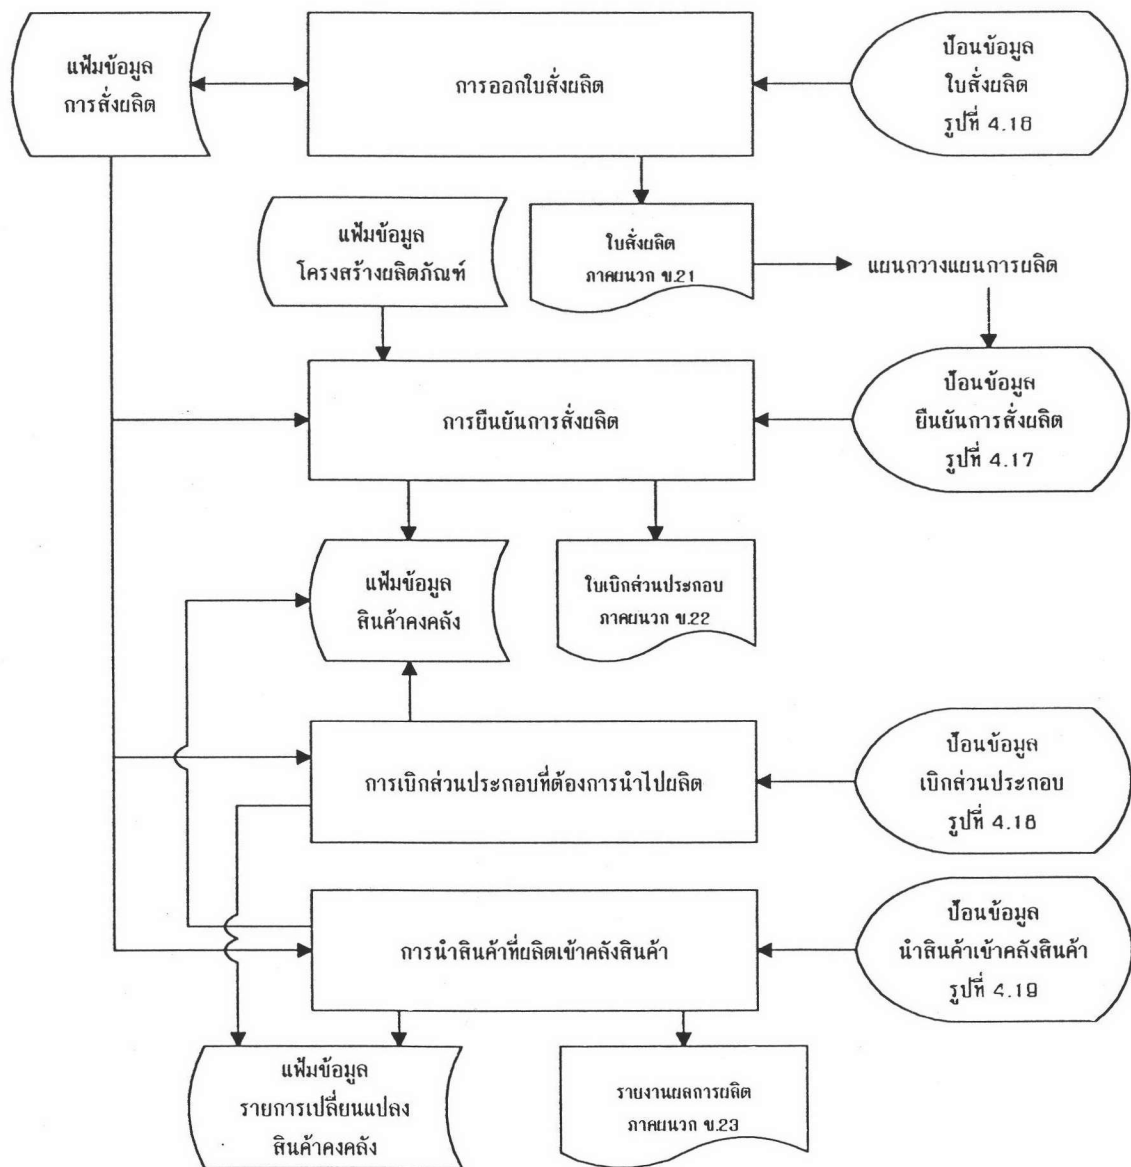 แฟ้มข้อมูล
การสั่งผลิต
การออกใบสั่งผลิต
ป้อนข้อมูล
ใบสั่งผลิต
รูปที่ 4.16
แฟ้มข้อมูล
โครงสร้างผลิตภัณฑ์
ใบสั่งผลิต
ภาคผนวก ข.21
แผนกวางแผนการผลิต
การยืนยันการสั่งผลิต
ป้อนข้อมูล
ยืนยันการสั่งผลิต
รูปที่ 4.17
แฟ้มข้อมูล
สินค้าคงคลัง
ใบเบิกส่วนประกอบ
ภาคผนวก ข.22
การเบิกส่วนประกอบที่ต้องการนำไปผลิต
ป้อนข้อมูล
เบิกส่วนประกอบ
รูปที่ 4.18
การนำสินค้าที่ผลิตเข้าคลังสินค้า
ป้อนข้อมูล
นำสินค้าเข้าคลังสินค้า
รูปที่ 4.19
แฟ้มข้อมูล
รายการเปลี่ยนแปลง
สินค้าคงคลัง
รายงานผลการผลิต
ภาคผนวก ข.23